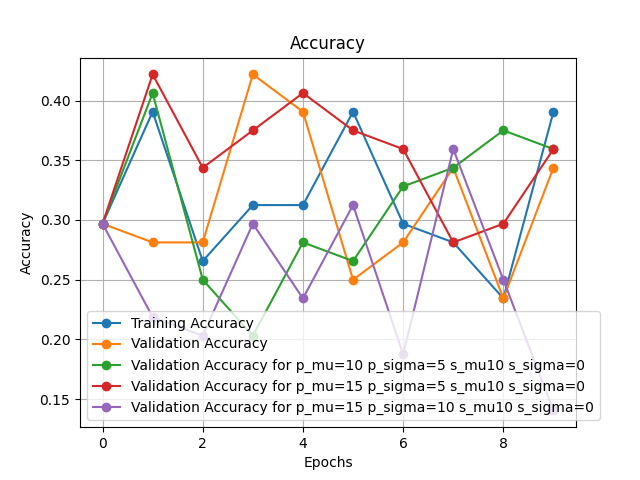 Accuracy
0.40
0.35
0.30
0.25
0.20
0.15
Accuracy
Training Accuracy
Validation Accuracy
Validation Accuracy for p_mu=10 p_sigma=5 s_mu10 s_sigma=0
Validation Accuracy for p_mu=15 p_sigma=5 s_mu10 s_sigma=0
Validation Accuracy for p_mu=15 p_sigma=10 s_mu10 s_sigma=0
0 2 4 6 8
Epochs